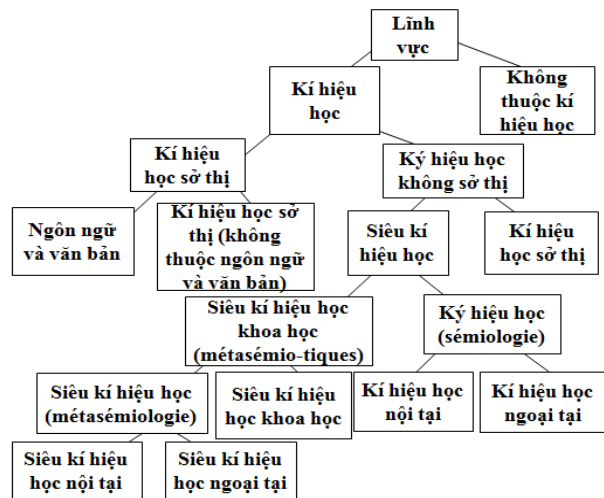 Lĩnh
vực
Kí hiệu
học
Không
thuộc kí
hiệu học
Kí hiệu
học sở thị
Ký hiệu học
không sở thị
Ngôn ngữ
và văn bản
Kí hiệu học sở
thị (không
thuộc ngôn ngữ
và văn bản)
Siêu kí
hiệu học
Kí hiệu
học sở thị
Siêu kí hiệu học
khoa học
(métasémio-tiques)
Ký hiệu học
(sémiologie)
Siêu kí hiệu học
(métasémiologie)
Siêu kí hiệu
học khoa học
Kí hiệu học
nội tại
Kí hiệu học
ngoại tại
Siêu kí hiệu
học nội tại
Siêu kí hiệu
học ngoại tại